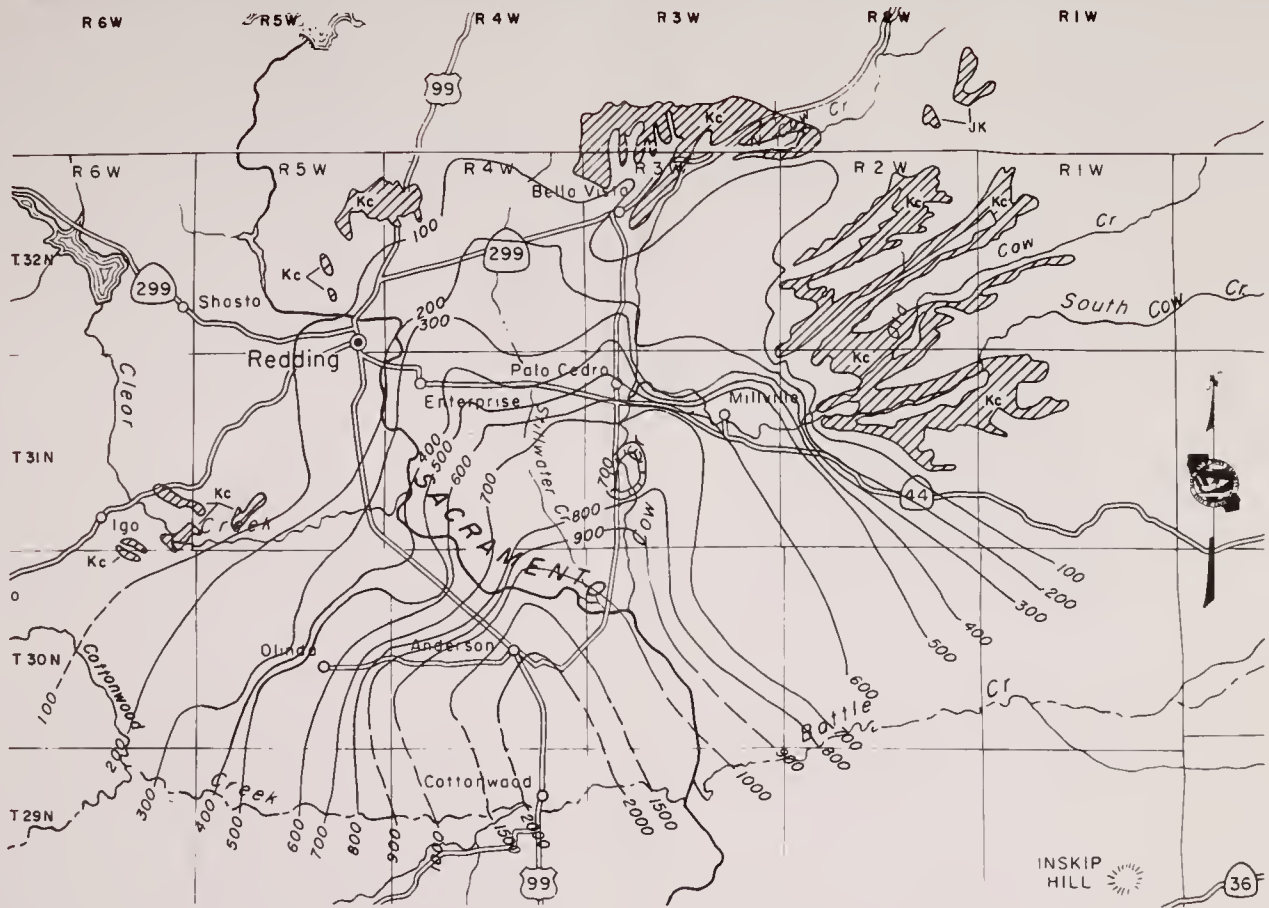 R 6 W
R 5 W
R 4 W
R 3 W
R 2 W
R 1 W
99
Kc
Cow
Cr
JK
R 6 W
R 5 W
R 4 W
R 3 W
R 2 W
R 1 W
Bella Vista
Kc
Kc
Kc
100
Cow
Cr
T. 32 N
299
Kc
299
Shasta
South Cow Cr.
200
300
Redding
Kc
Clear
Palo Cedro
Enterprise
Millville
Kc
Stillwater Cr
T 31 N
400
500
600
700
700
44
SACRAMENTO
Kc
Creek
800
Cow
Igo
900
Kc
100
200
300
o
400
500
T 30 N
Olinda
Anderson
Cottonwood
600
100
Cr
Battle
700
200
800
900
1000
Creek
Cottonwood
1500
2000
T 29 N
300
400
500
600
700
800
900
1000
1500
2000
99
INSKIP
HILL
36